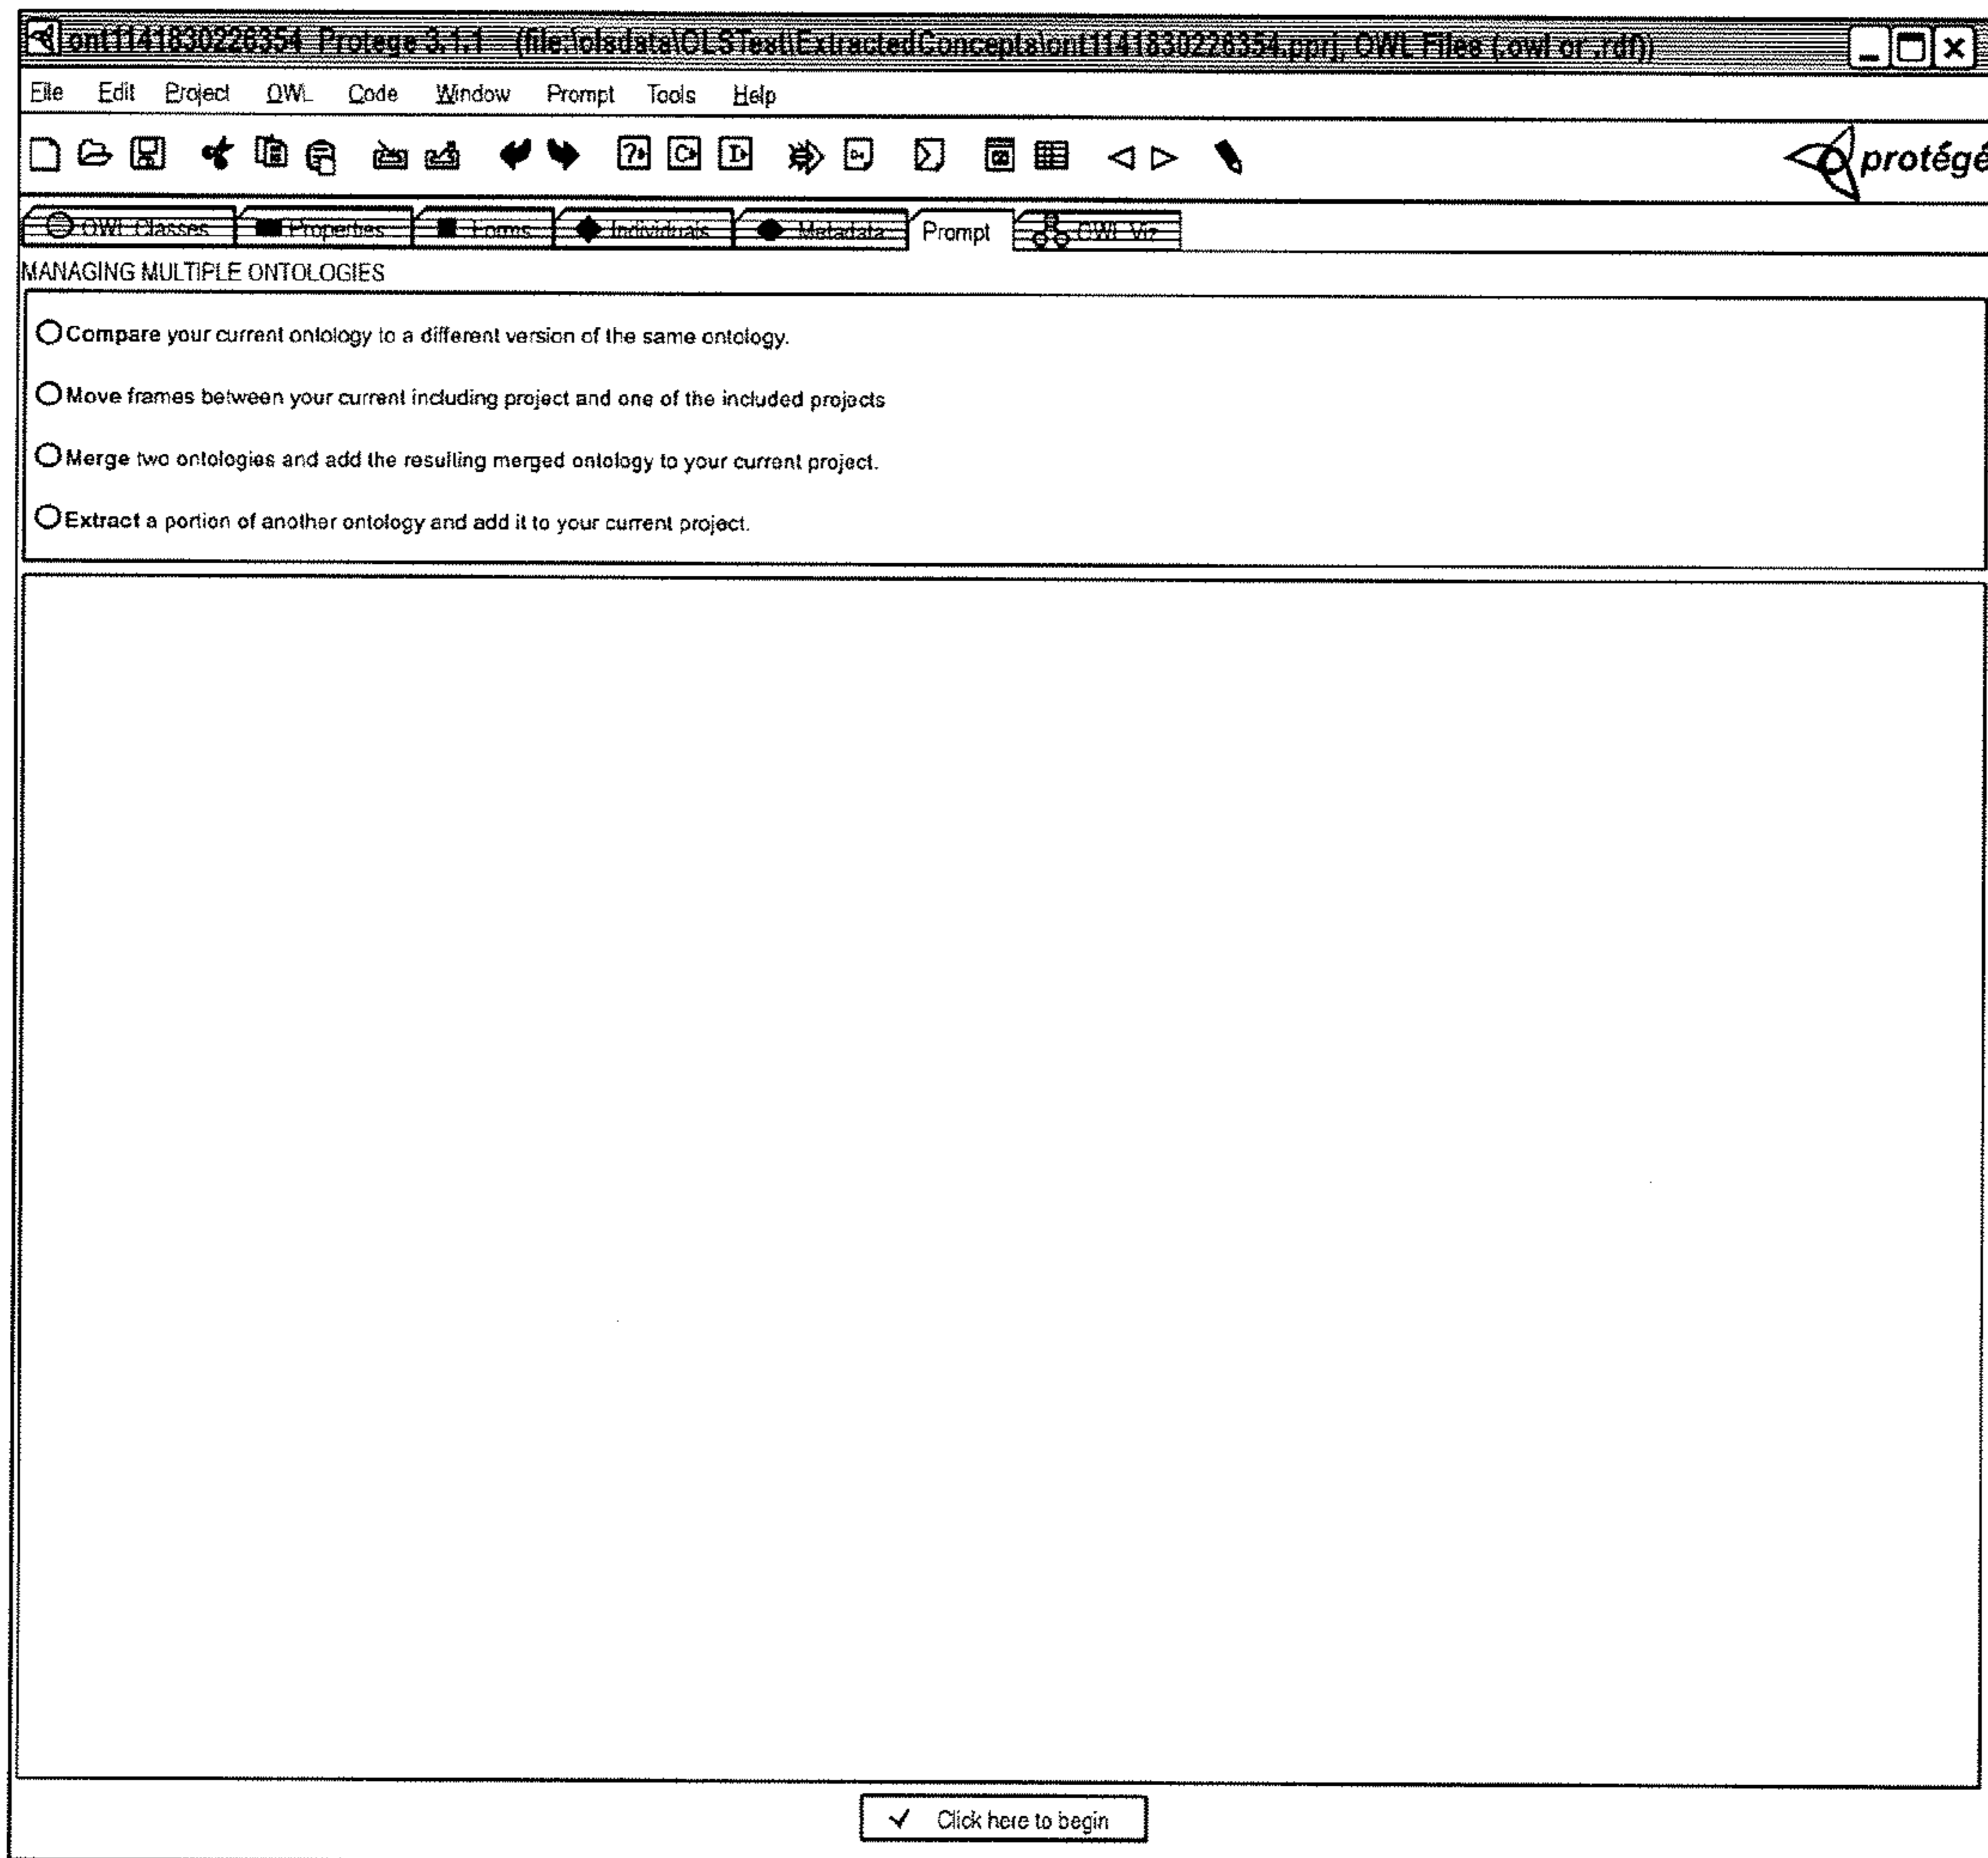 ont1141830226354 Protege 3.1.1 (file:\olsdata\OLSTest\ExtractedConcepts\ont1141830226354.pprj, OWL Files (.owl or .rdf))
File Edit Project OWL Code Window Prompt Tools Help
protégé
OWL Classes Properties Forms Individuals Metadata Prompt OWL Viz
MANAGING MULTIPLE ONTOLOGIES
Compare your current ontology to a different version of the same ontology.
Move frames between your current including project and one of the included projects
Merge two ontologies and add the resulling merged ontology to your current project.
Extract a portion of another ontology and add it to your current project.
Click here to begin